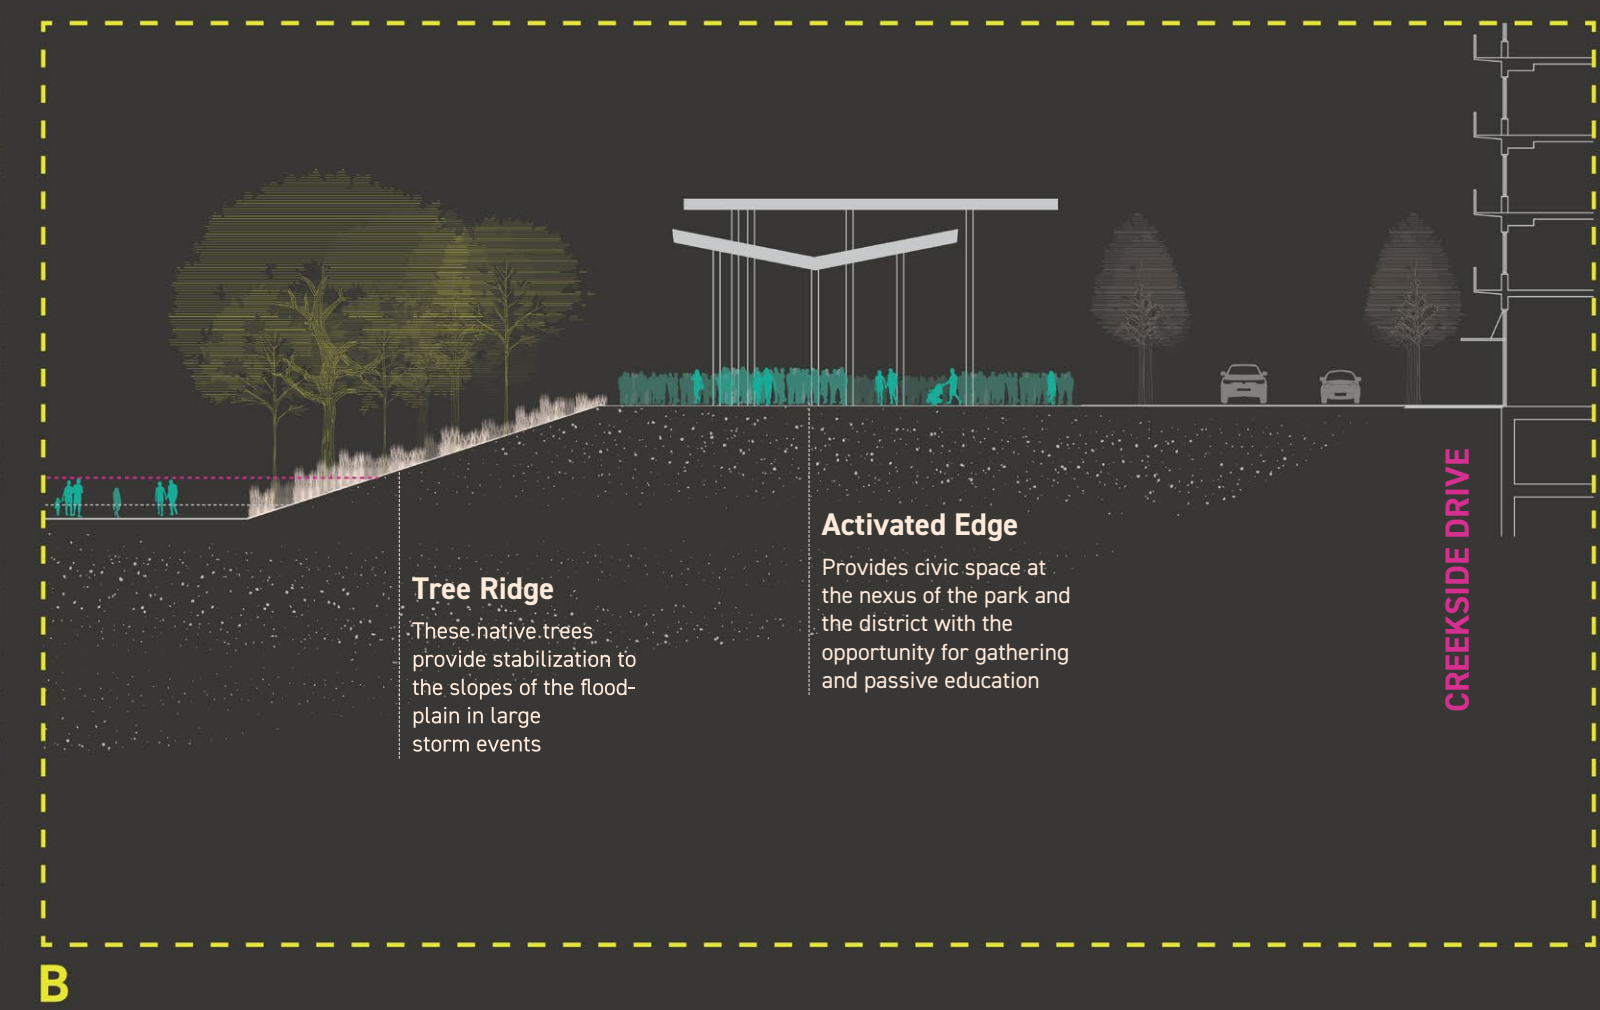 Activated Edge
Provides civic space at
the nexus of the park and
the district with the
opportunity for gathering
and passive education
Tree Ridge
These native trees
provide stabilization to
the slopes of the flood-
plain in large
storm events
CREEKSIDE DRIVE
B